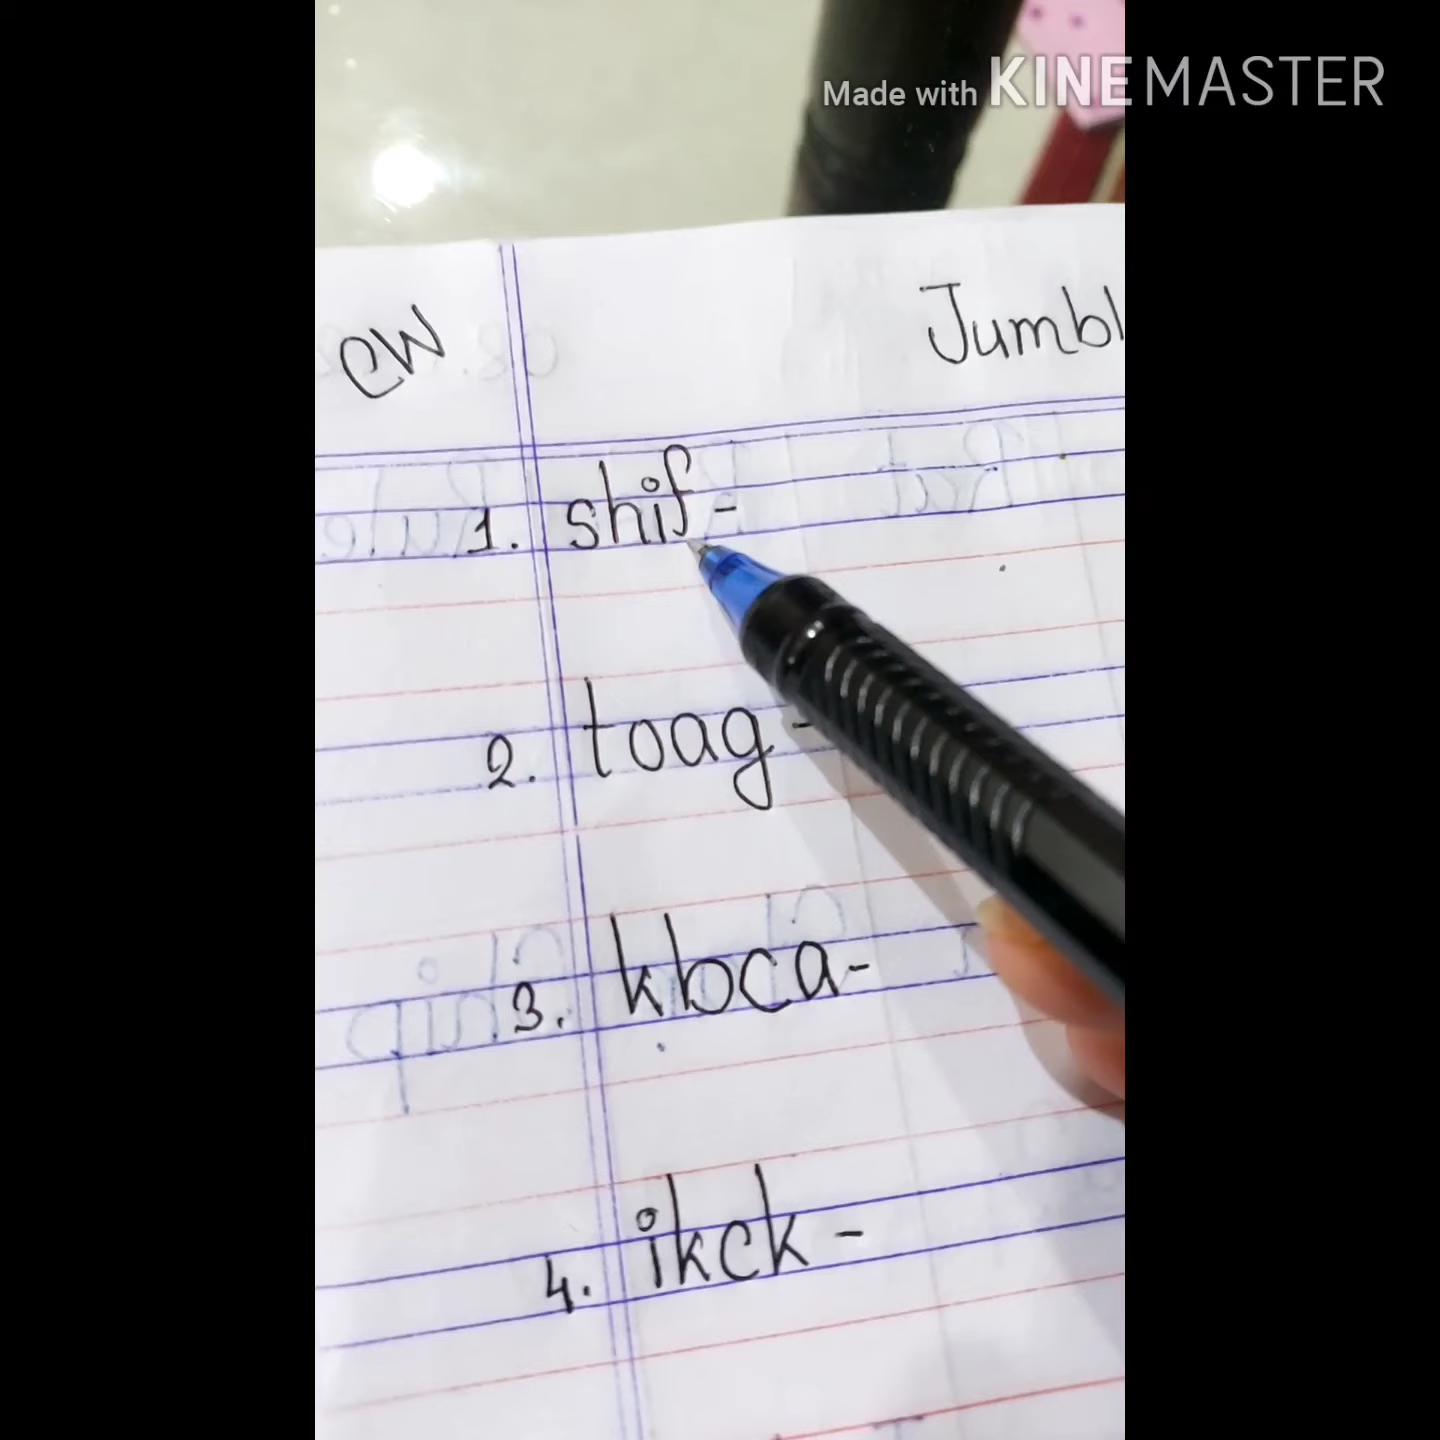 Made with KINEMASTER
CW
Jumbl
1. shif-
2. toag-
3. kbca-
4. ikck-